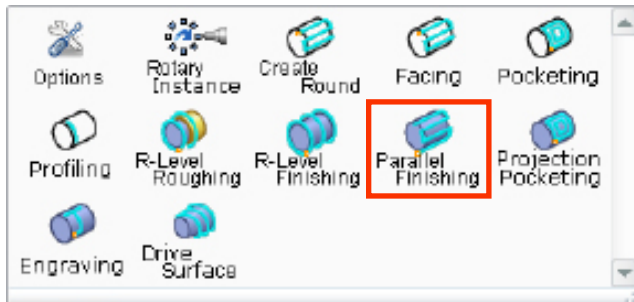 Options
Rotary
Instance
Create
Round
Facing
Pocketing
Profiling
R-Level
Roughing
R-Level
Finishing
Parallel
Finishing
Projection
Pocketing
Engraving
Drive
Surface